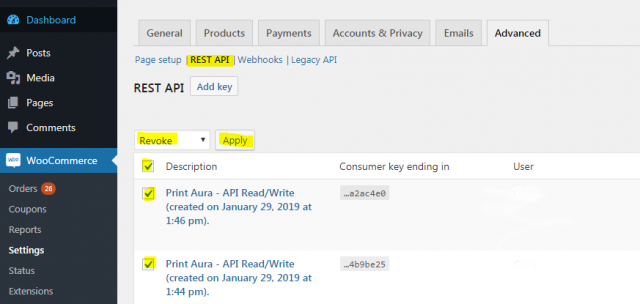 Dashboard
Posts
Media
Pages
Comments
WOO
WooCommerce
Orders 26
Coupons
Reports
Settings
Status
Extensions
General Products Payments Accounts & Privacy Emails Advanced
Page setup | REST API | Webhooks | Legacy API
REST API Add key
Revoke Apply
Description Consumer key ending in User
Print Aura - API Read/Write …a2ac4e0
(created on January 29, 2019 at
1:46 pm).
Print Aura - API Read/Write …4b9be25
(created on January 29, 2019 at
1:44 pm).